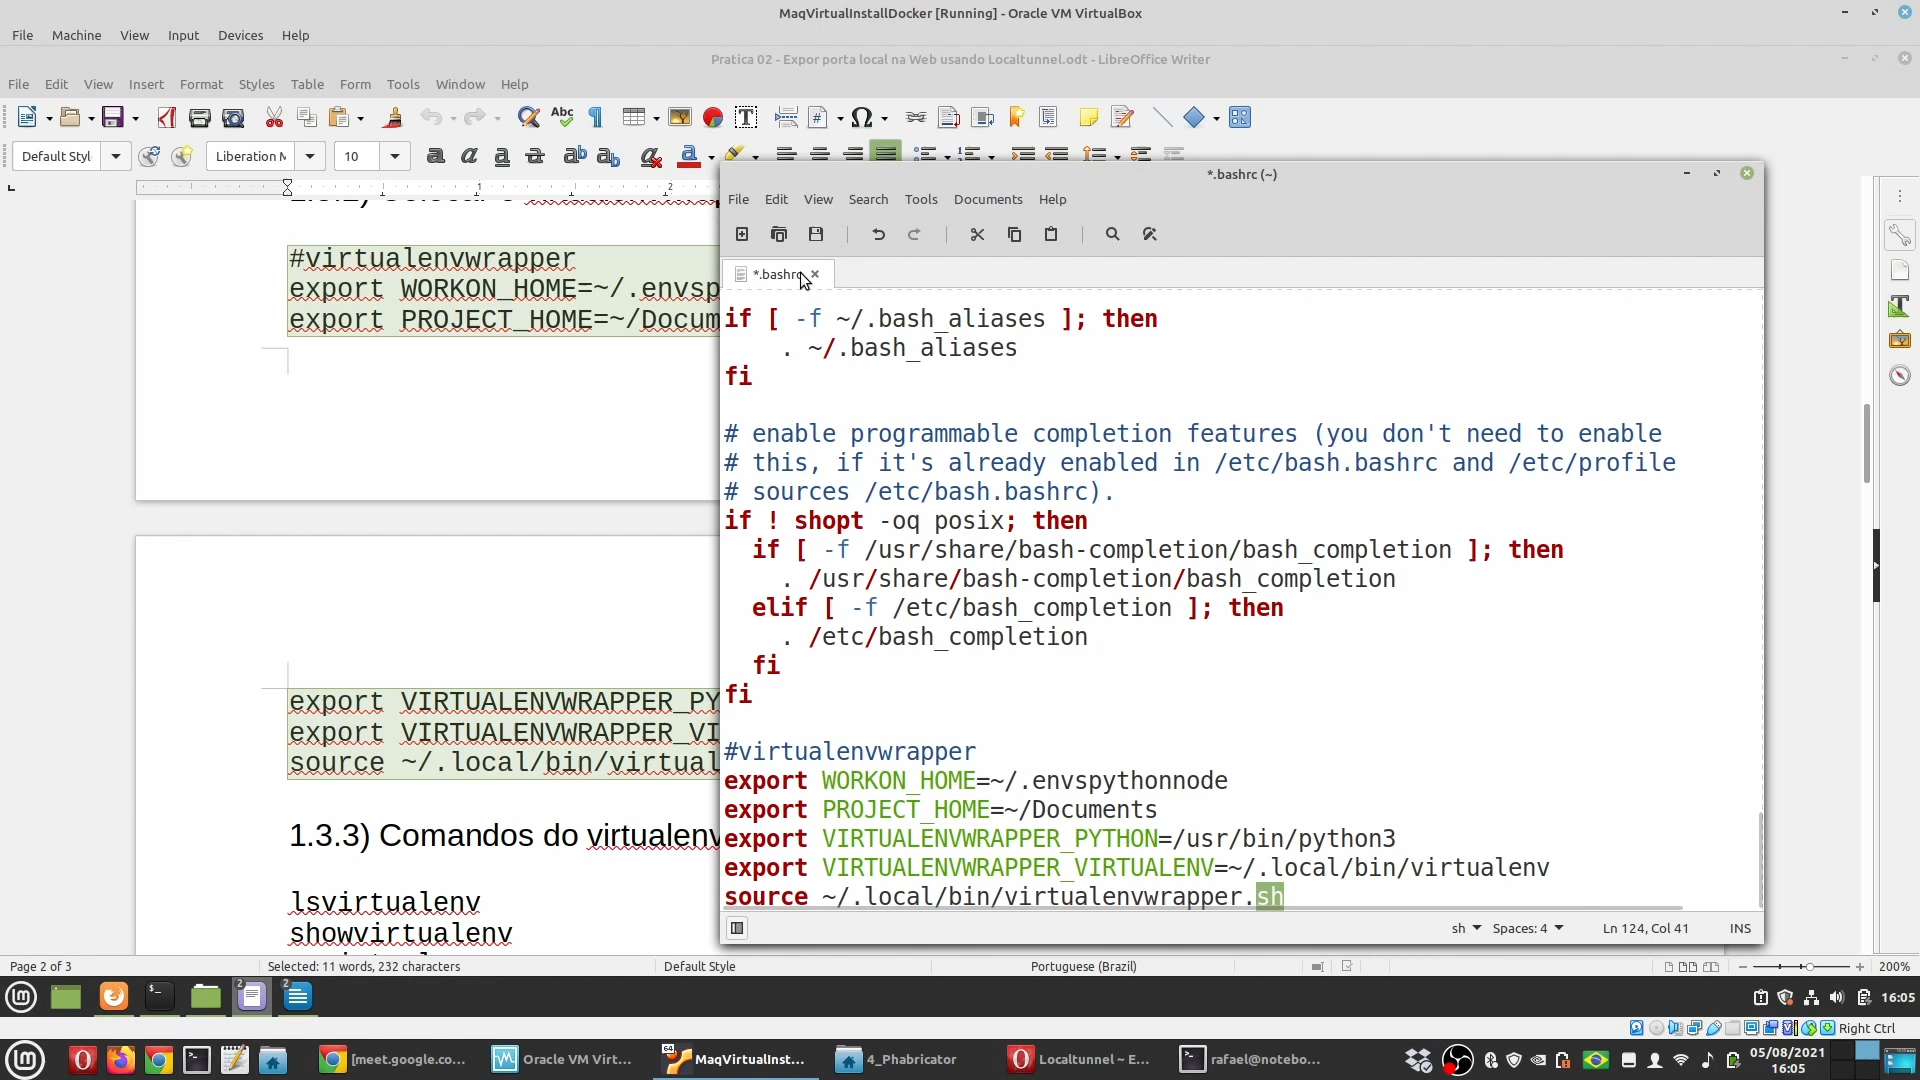 MaqVirtualInstallDocker [Running] - Oracle VM VirtualBox
File Machine View Input Devices Help
Pratica 02 - Expor porta local na Web usando Localtunnel.odt - LibreOffice Writer
File Edit View Insert Format Styles Table Form Tools Window Help
Default Styl Liberation M 10
1 2
#virtualenvwrapper
export WORKON_HOME=~/.envsp
export PROJECT_HOME=~/Docum
export VIRTUALENVWRAPPER_PY
export VIRTUALENVWRAPPER_VI
source ~/.local/bin/virtual
1.3.3) Comandos do virtualenv
lsvirtualenv
showvirtualenv
*.bashrc (~)
File Edit View Search Tools Documents Help
*.bashrc
if [ -f ~/.bash_aliases ]; then
. ~/.bash_aliases
fi
# enable programmable completion features (you don't need to enable
# this, if it's already enabled in /etc/bash.bashrc and /etc/profile
# sources /etc/bash.bashrc).
if ! shopt -oq posix; then
if [ -f /usr/share/bash-completion/bash_completion ]; then
. /usr/share/bash-completion/bash_completion
elif [ -f /etc/bash_completion ]; then
. /etc/bash_completion
fi
fi
#virtualenvwrapper
export WORKON_HOME=~/.envspythonnode
export PROJECT_HOME=~/Documents
export VIRTUALENVWRAPPER_PYTHON=/usr/bin/python3
export VIRTUALENVWRAPPER_VIRTUALENV=~/.local/bin/virtualenv
source ~/.local/bin/virtualenvwrapper.sh
sh Spaces: 4 Ln 124, Col 41 INS
Page 2 of 3 Selected: 11 words, 232 characters Default Style Portuguese (Brazil) 200%
2 2 16:05
Right Ctrl
[meet.google.co... Oracle VM Virt... MaqVirtualInst... 4_Phabricator Localtunnel ~ E... rafael@notebo... 05/08/2021
16:05